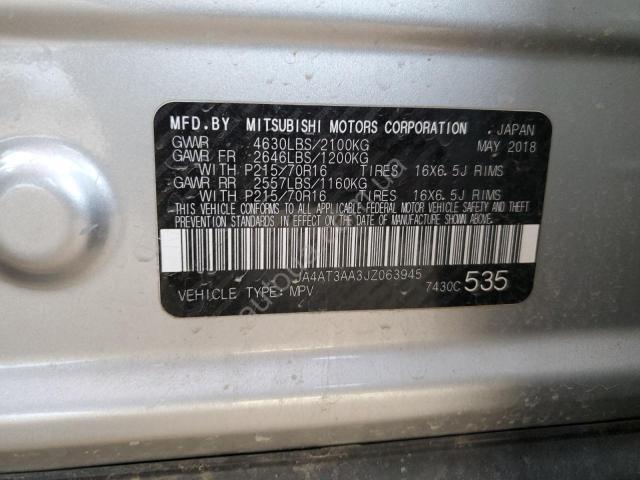 MFD. BY MITSUBISHI MOTORS CORPORATION JAPAN
GVWR 4630LBS/2100KG MAY 2018
GAWR FR 2646LBS/1200KG
—WITH P215/70R16 TIRES 16X6.5J RIMS
GAWR RR 2557LBS/1160KG
—WITH P215/70R16 TIRES 16X6.5J RIMS
THIS VEHICLE CONFORMS TO ALL APPLICABLE FEDERAL MOTOR VEHICLE SAFETY AND THEFT
PREVENTION STANDARDS IN EFFECT ON THE DATE OF MANUFACTURE SHOWN ABOVE.
JA4AT3AA3JZ063945
VEHICLE TYPE: MPV 7430C 535